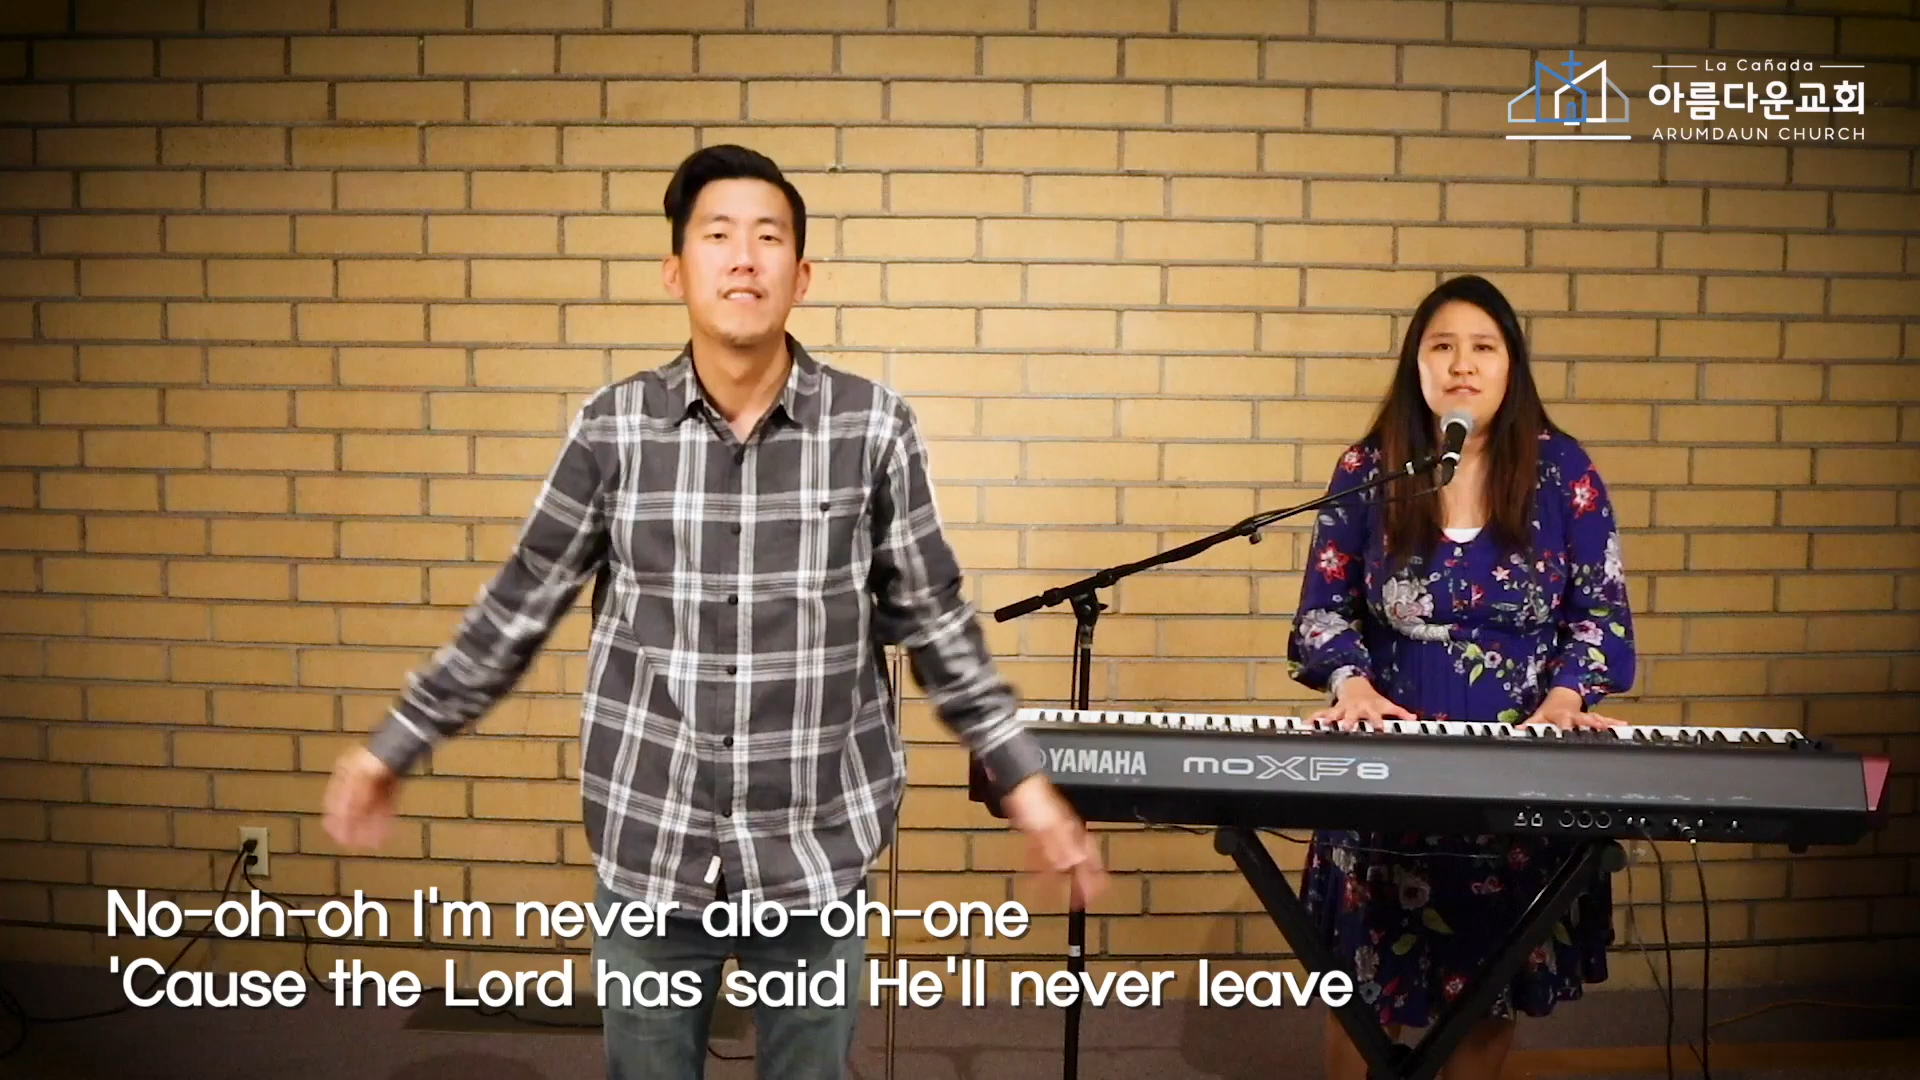 La Cañada
아름다운교회
ARUMDAUN CHURCH
YAMAHA MOXF8
No-oh-oh I'm never alo-oh-one
'Cause the Lord has said He'll never leave